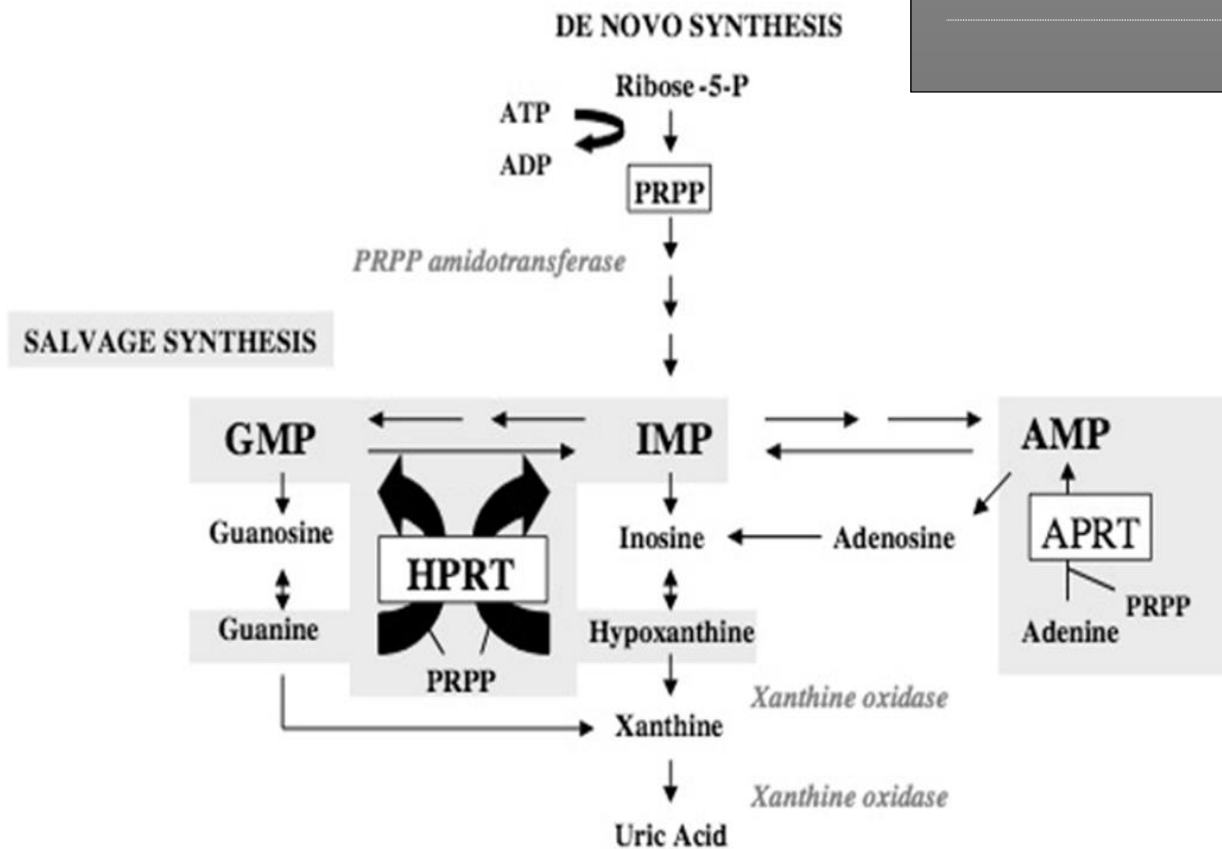 DE NOVO SYNTHESIS
Ribose-5-P
ATP
ADP
PRPP
PRPP amidotransferase
SALVAGE SYNTHESIS
GMP
IMP
AMP
Guanosine
Inosine
Adenosine
APRT
HPRT
PRPP
Guanine
Hypoxanthine
Adenine
PRPP
Xanthine oxidase
Xanthine
Xanthine oxidase
Uric Acid